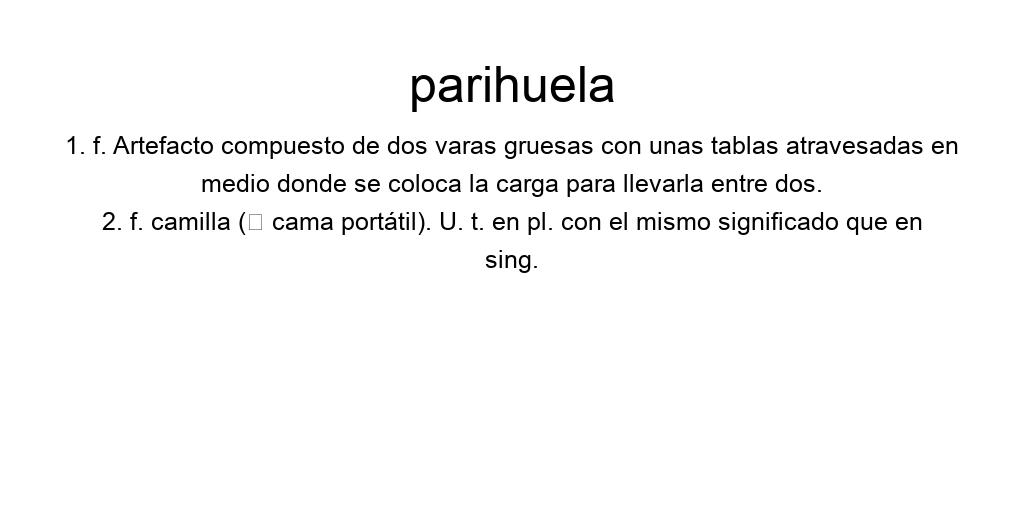 parihuela
1. f. Artefacto compuesto de dos varas gruesas con unas tablas atravesadas en
medio donde se coloca la carga para llevarla entre dos.
2. f. camilla (□ cama portátil). U. t. en pl. con el mismo significado que en
sing.